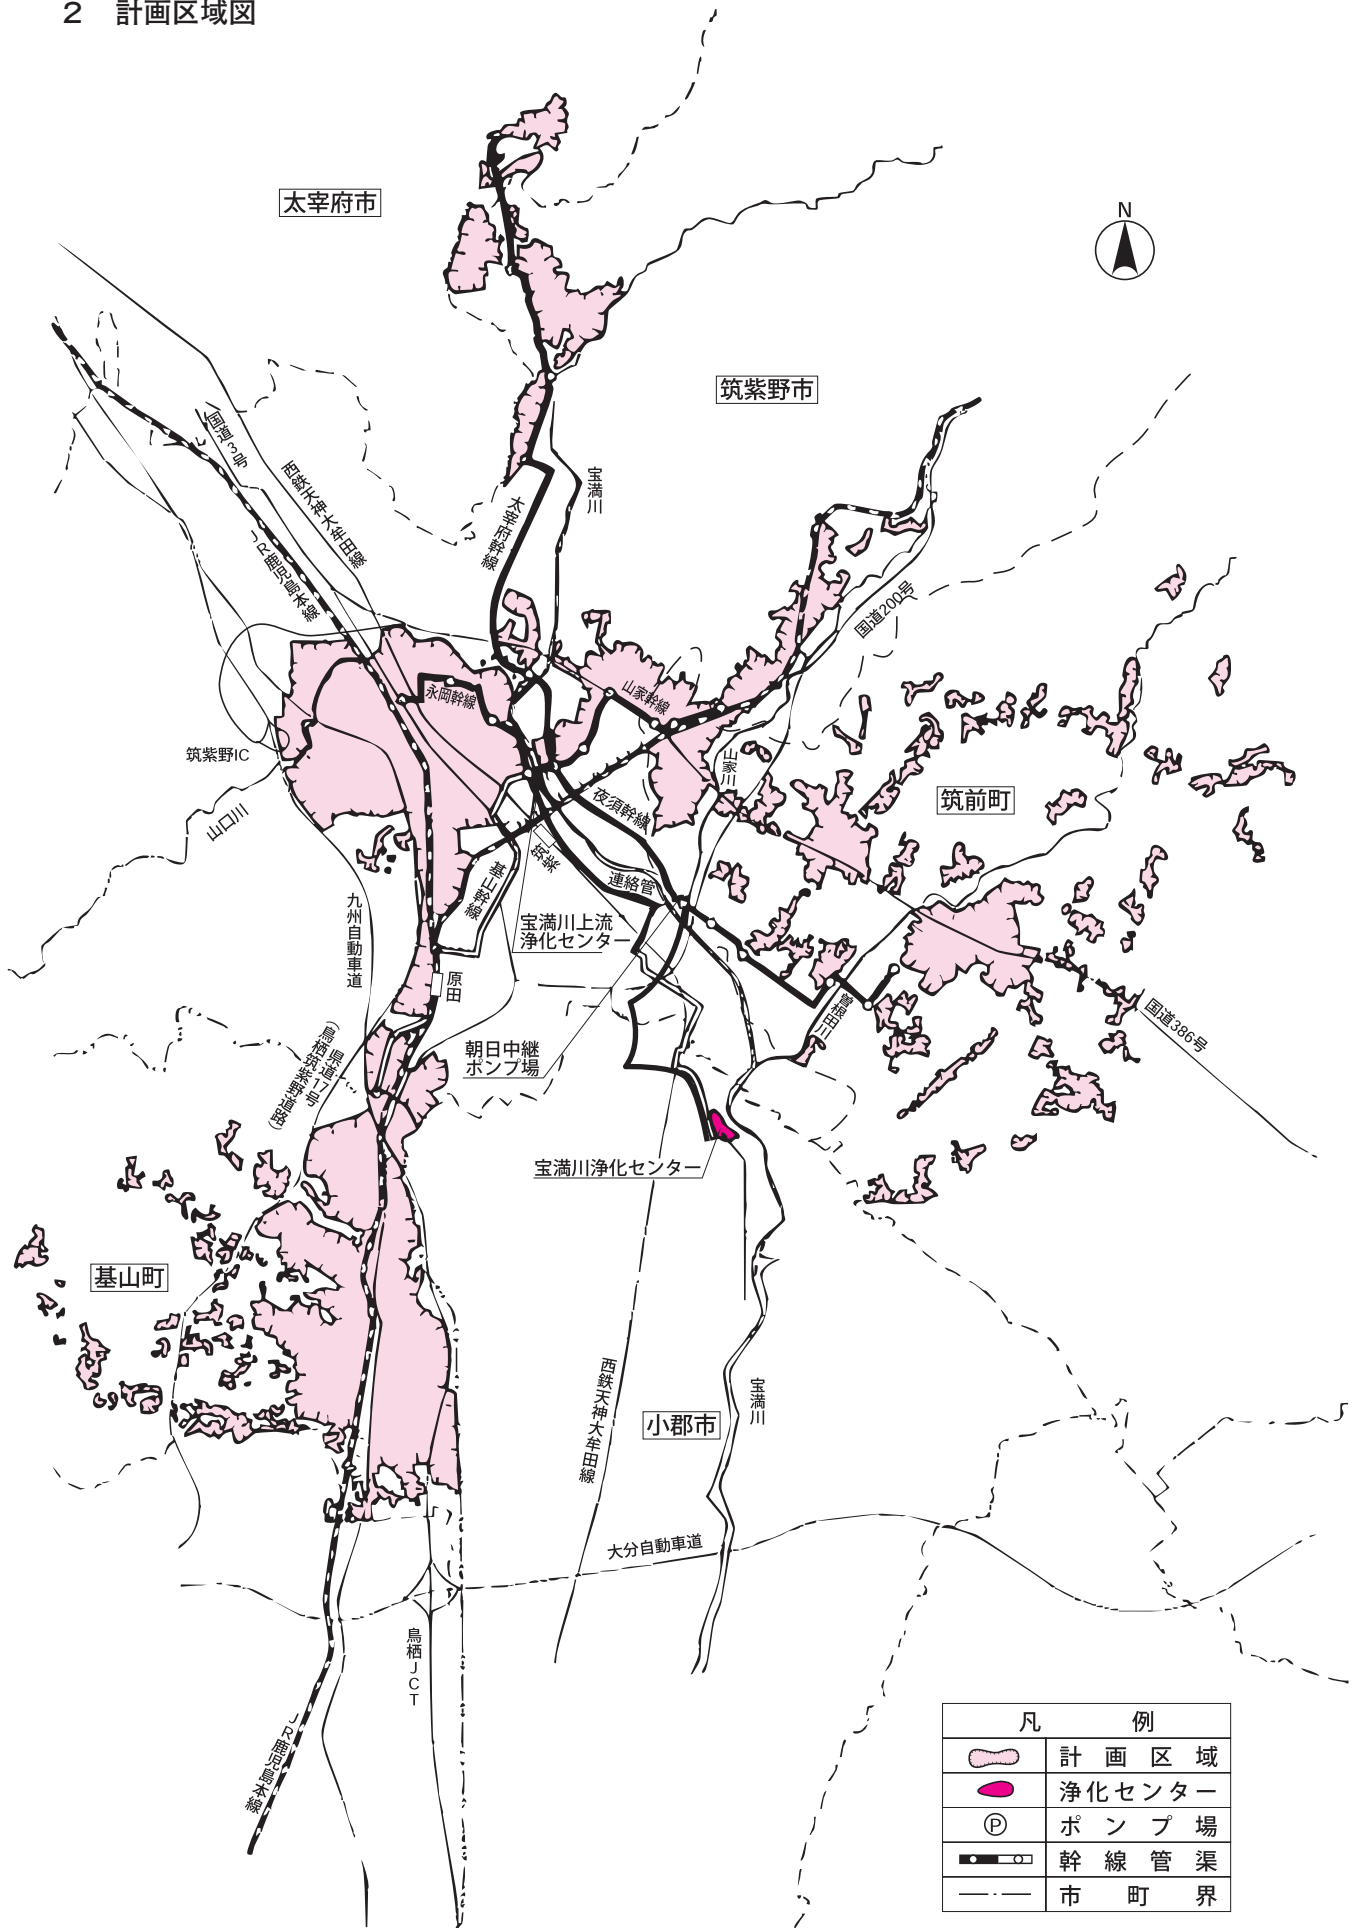 2 計画区域図
太宰府市
N
筑紫野市
国道3号
西鉄天神大牟田線
JR鹿児島本線
宝満川
太宰府幹線
国道200号
永岡幹線
山家幹線
筑紫野IC
山口川
山家川
夜須幹線
筑前町
筑紫
基山幹線
連絡管
宝満川上流
浄化センター
九州自動車道
原田
曽根田川
国道386号
県道17号
(鳥栖筑紫野道路)
朝日中継
ポンプ場
宝満川浄化センター
基山町
西鉄天神大牟田線
宝満川
小郡市
大分自動車道
鳥栖JCT
JR鹿児島本線
凡例
計画区域
浄化センター
P ポンプ場
幹線管渠
市町界